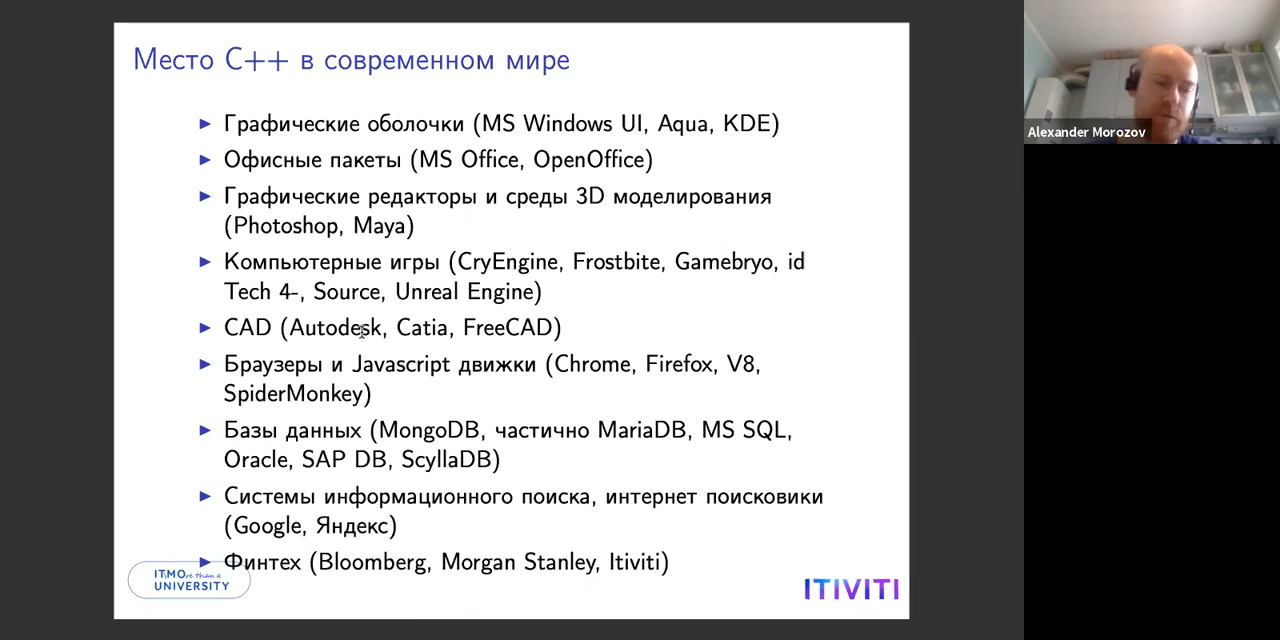 Место C++ в современном мире
Графические оболочки (MS Windows UI, Aqua, KDE)
Офисные пакеты (MS Office, OpenOffice)
Графические редакторы и среды 3D моделирования
(Photoshop, Maya)
Компьютерные игры (CryEngine, Frostbite, Gamebryo, id
Tech 4-, Source, Unreal Engine)
CAD (Autodesk, Catia, FreeCAD)
Браузеры и Javascript движки (Chrome, Firefox, V8,
SpiderMonkey)
Базы данных (MongoDB, частично MariaDB, MS SQL,
Oracle, SAP DB, ScyllaDB)
Системы информационного поиска, интернет поисковики
(Google, Яндекс)
Финтех (Bloomberg, Morgan Stanley, Itiviti)
ITMOre than a
UNIVERSITY
ITIVITI
Alexander Morozov